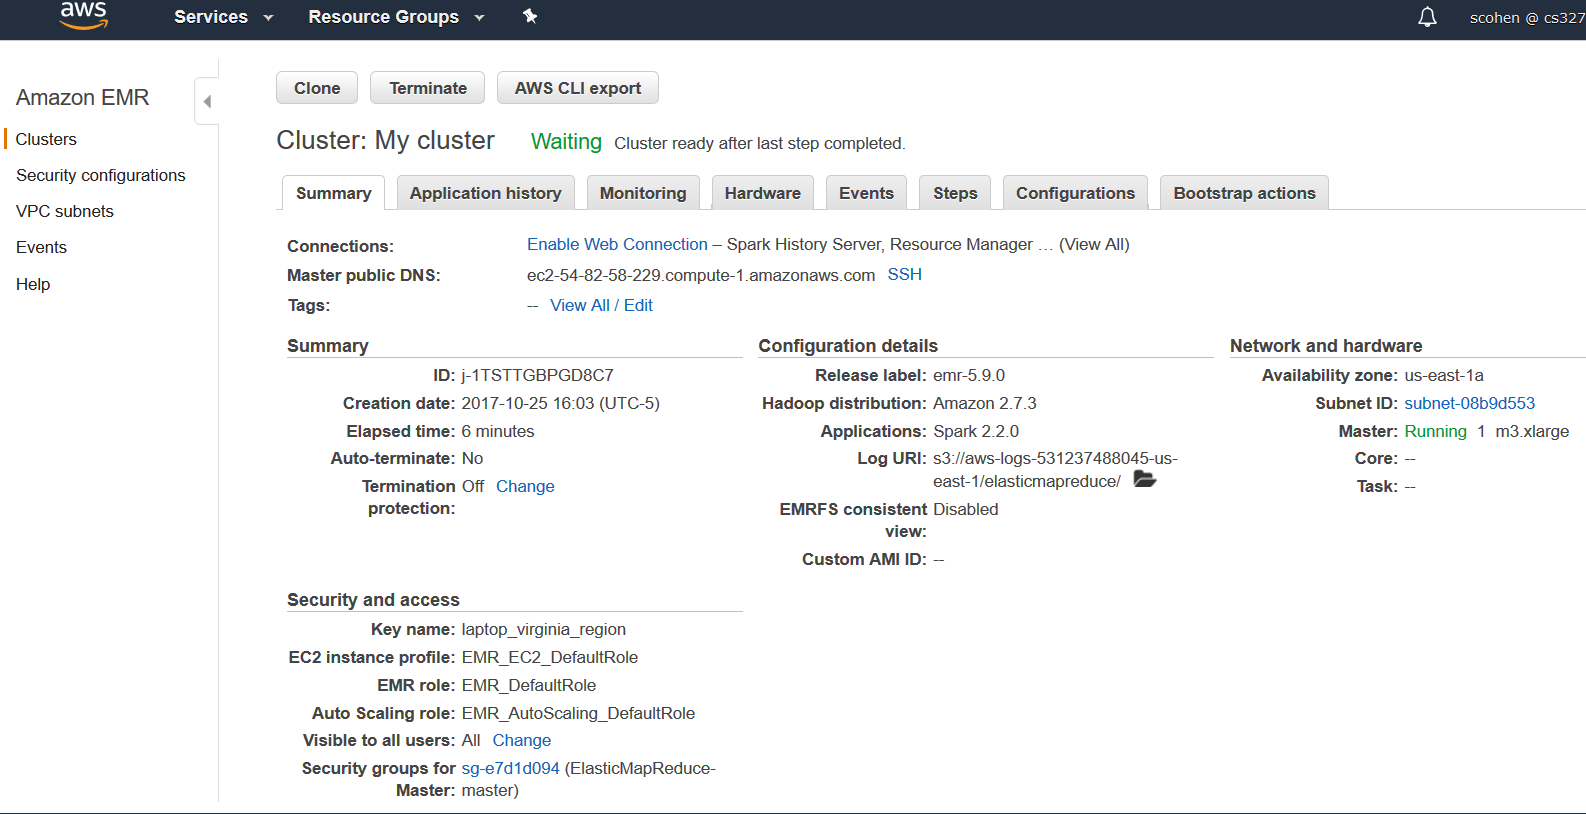 aws Services Resource Groups scohen @ cs327
Amazon EMR
Clusters
Security configurations
VPC subnets
Events
Help
Clone Terminate AWS CLI export
Cluster: My cluster Waiting Cluster ready after last step completed.
Summary Application history Monitoring Hardware Events Steps Configurations Bootstrap actions
Connections: Enable Web Connection – Spark History Server, Resource Manager … (View All)
Master public DNS: ec2-54-82-58-229.compute-1.amazonaws.com SSH
Tags: -- View All / Edit
Summary
ID: j-1TSTTGBPGD8C7
Creation date: 2017-10-25 16:03 (UTC-5)
Elapsed time: 6 minutes
Auto-terminate: No
Termination Off Change
protection:
Configuration details
Release label: emr-5.9.0
Hadoop distribution: Amazon 2.7.3
Applications: Spark 2.2.0
Log URI: s3://aws-logs-531237488045-us-
east-1/elasticmapreduce/
EMRFS consistent Disabled
view:
Custom AMI ID: --
Network and hardware
Availability zone: us-east-1a
Subnet ID: subnet-08b9d553
Master: Running 1 m3.xlarge
Core: --
Task: --
Security and access
Key name: laptop_virginia_region
EC2 instance profile: EMR_EC2_DefaultRole
EMR role: EMR_DefaultRole
Auto Scaling role: EMR_AutoScaling_DefaultRole
Visible to all users: All Change
Security groups for sg-e7d1d094 (ElasticMapReduce-
Master: master)